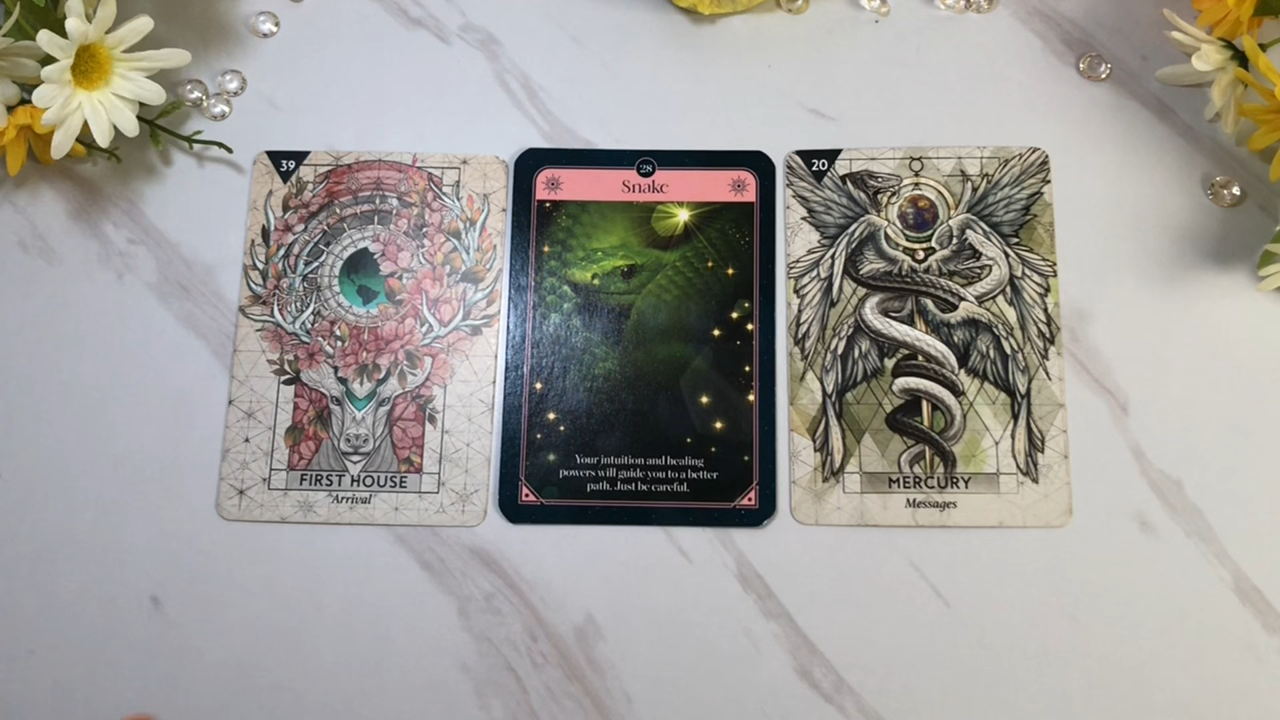 39
FIRST HOUSE
Arrival
28
Snake
Your intuition and healing
powers will guide you to a better
path. Just be careful.
20
MERCURY
Messages